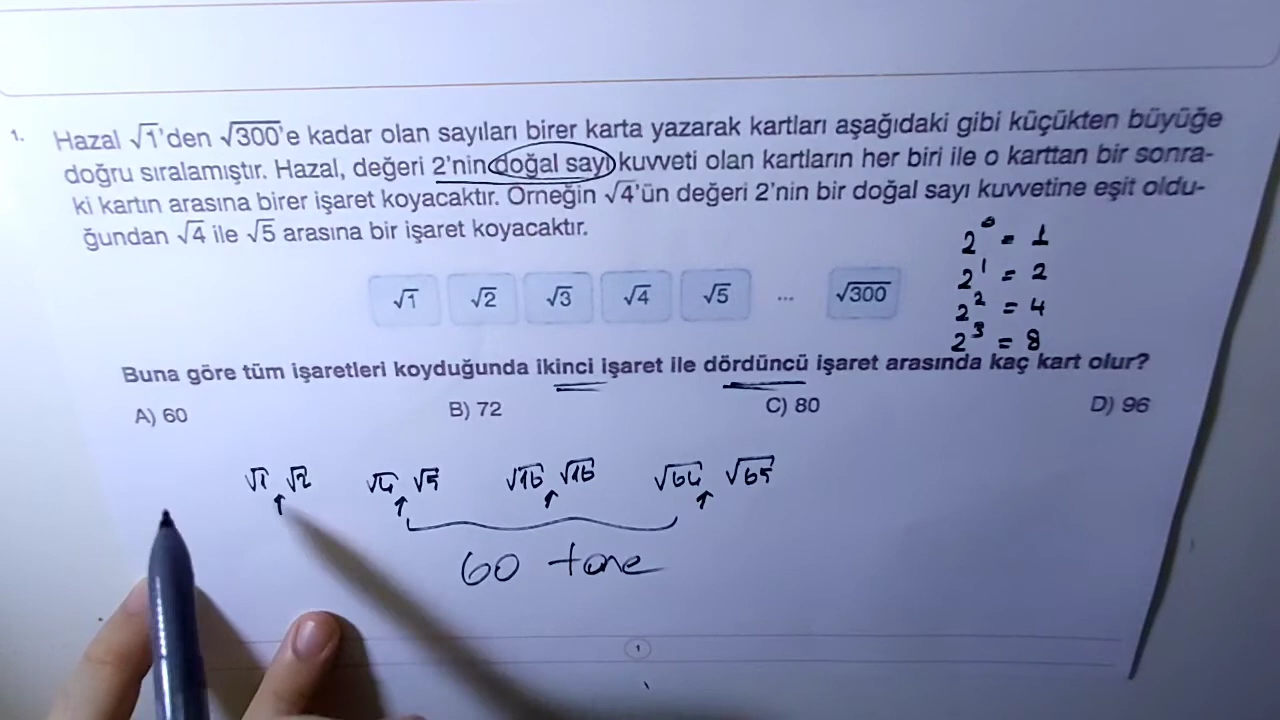 1. Hazal √1'den √300'e kadar olan sayıları birer karta yazarak kartları aşağıdaki gibi küçükten büyüğe
doğru sıralamıştır. Hazal, değeri 2'nin doğal sayı kuvveti olan kartların her biri ile o karttan bir sonra-
ki kartın arasına birer işaret koyacaktır. Örneğin √4'ün değeri 2'nin bir doğal sayı kuvvetine eşit oldu-
ğundan √4 ile √5 arasına bir işaret koyacaktır.
2⁰ = 1
2¹ = 2
2² = 4
2³ = 8
√1 √2 √3 √4 √5 ... √300
Buna göre tüm işaretleri koyduğunda ikinci işaret ile dördüncü işaret arasında kaç kart olur?
A) 60 B) 72 C) 80 D) 96
√1 √2 √4 √5 √16 √16 √64 √65
60 tane
1